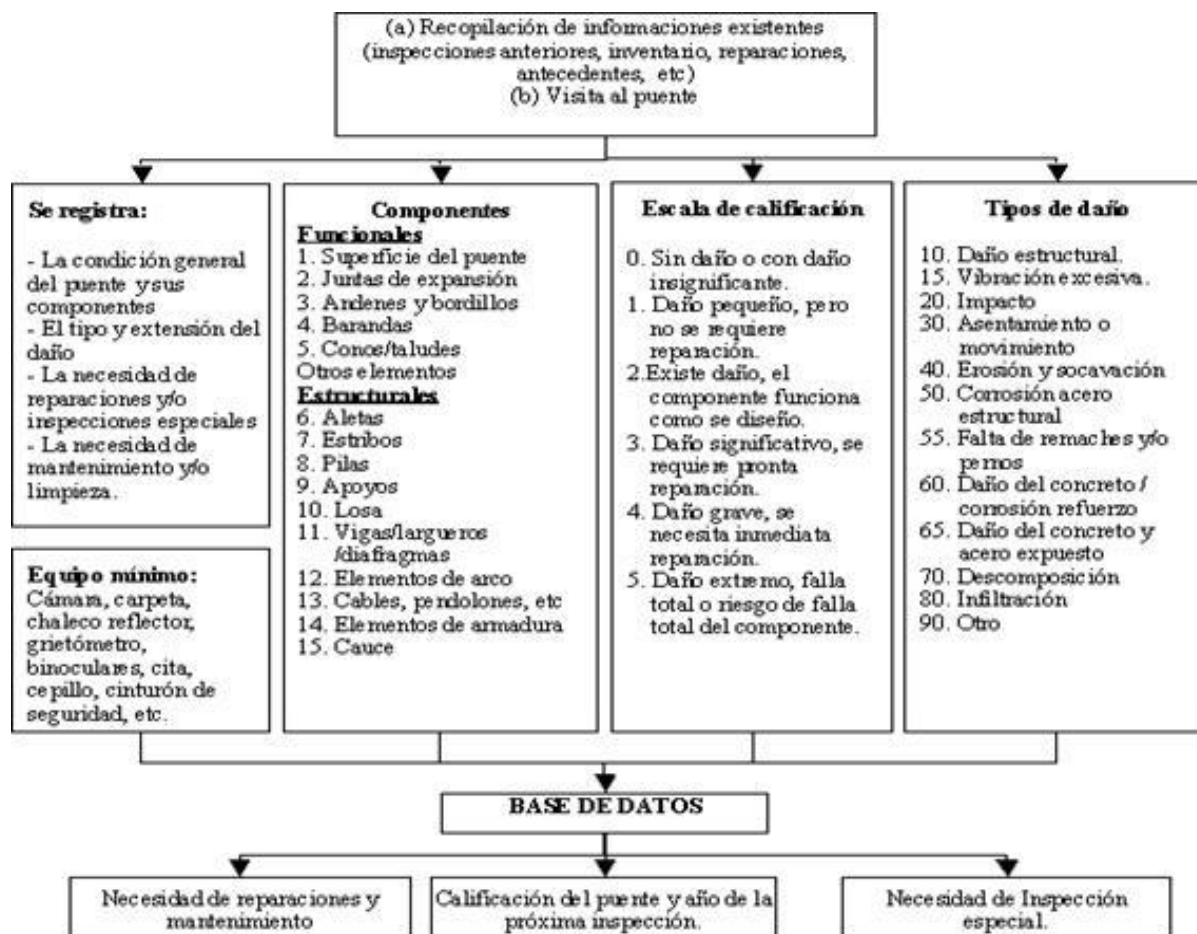 (a) Recopilación de informaciones existentes
(inspecciones anteriores, inventario, reparaciones,
antecedentes, etc)
(b) Visita al puente
Se registra:
- La condición general
del puente y sus
componentes
- El tipo y extensión del
daño
- La necesidad de
reparaciones y/o
inspecciones especiales
- La necesidad de
mantenimiento y/o
limpieza.
Equipo mínimo:
Cámara, carpeta,
chaleco reflector,
grietómetro,
binoculares, cita,
cepillo, cinturón de
seguridad, etc.
Componentes
Funcionales
1. Superficie del puente
2. Juntas de expansión
3. Andenes y bordillos
4. Barandas
5. Conos/taludes
Otros elementos
Estructurales
6. Aletas
7. Estribos
8. Pilas
9. Apoyos
10. Losa
11. Vigas/largueros
/diafragmas
12. Elementos de arco
13. Cables, pendolones, etc
14. Elementos de armadura
15. Cauce
Escala de calificación
0. Sin daño o con daño
insignificante.
1. Daño pequeño, pero
no se requiere
reparación.
2.Existe daño, el
componente funciona
como se diseño.
3. Daño significativo, se
requiere pronta
reparación.
4. Daño grave, se
necesita inmediata
reparación.
5. Daño extremo, falla
total o riesgo de falla
total del componente.
Tipos de daño
10. Daño estructural.
15. Vibración excesiva.
20. Impacto
30. Asentamiento o
movimiento
40. Erosión y socavación
50. Corrosión acero
estructural
55. Falta de remaches y/o
pernos
60. Daño del concreto /
corrosión refuerzo
65. Daño del concreto y
acero expuesto
70. Descomposición
80. Infiltración
90. Otro
BASE DE DATOS
Necesidad de reparaciones y
mantenimiento
Calificación del puente y año de la
próxima inspección.
Necesidad de Inspección
especial.